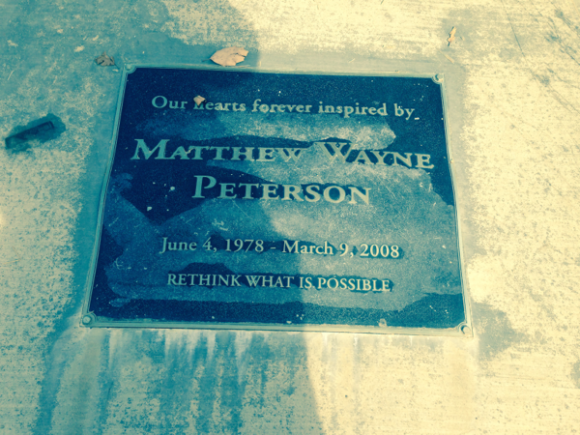 Our hearts forever inspired by
MATTHEW WAYNE
PETERSON
June 4, 1978 - March 9, 2008
RETHINK WHAT IS POSSIBLE